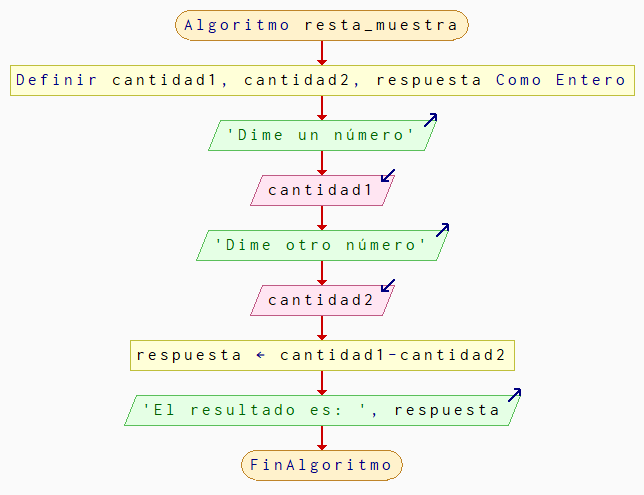 Algoritmo resta_muestra
Definir cantidad1, cantidad2, respuesta Como Entero
'Dime un número'
cantidad1
'Dime otro número'
cantidad2
respuesta ← cantidad1-cantidad2
'El resultado es: ', respuesta
FinAlgoritmo